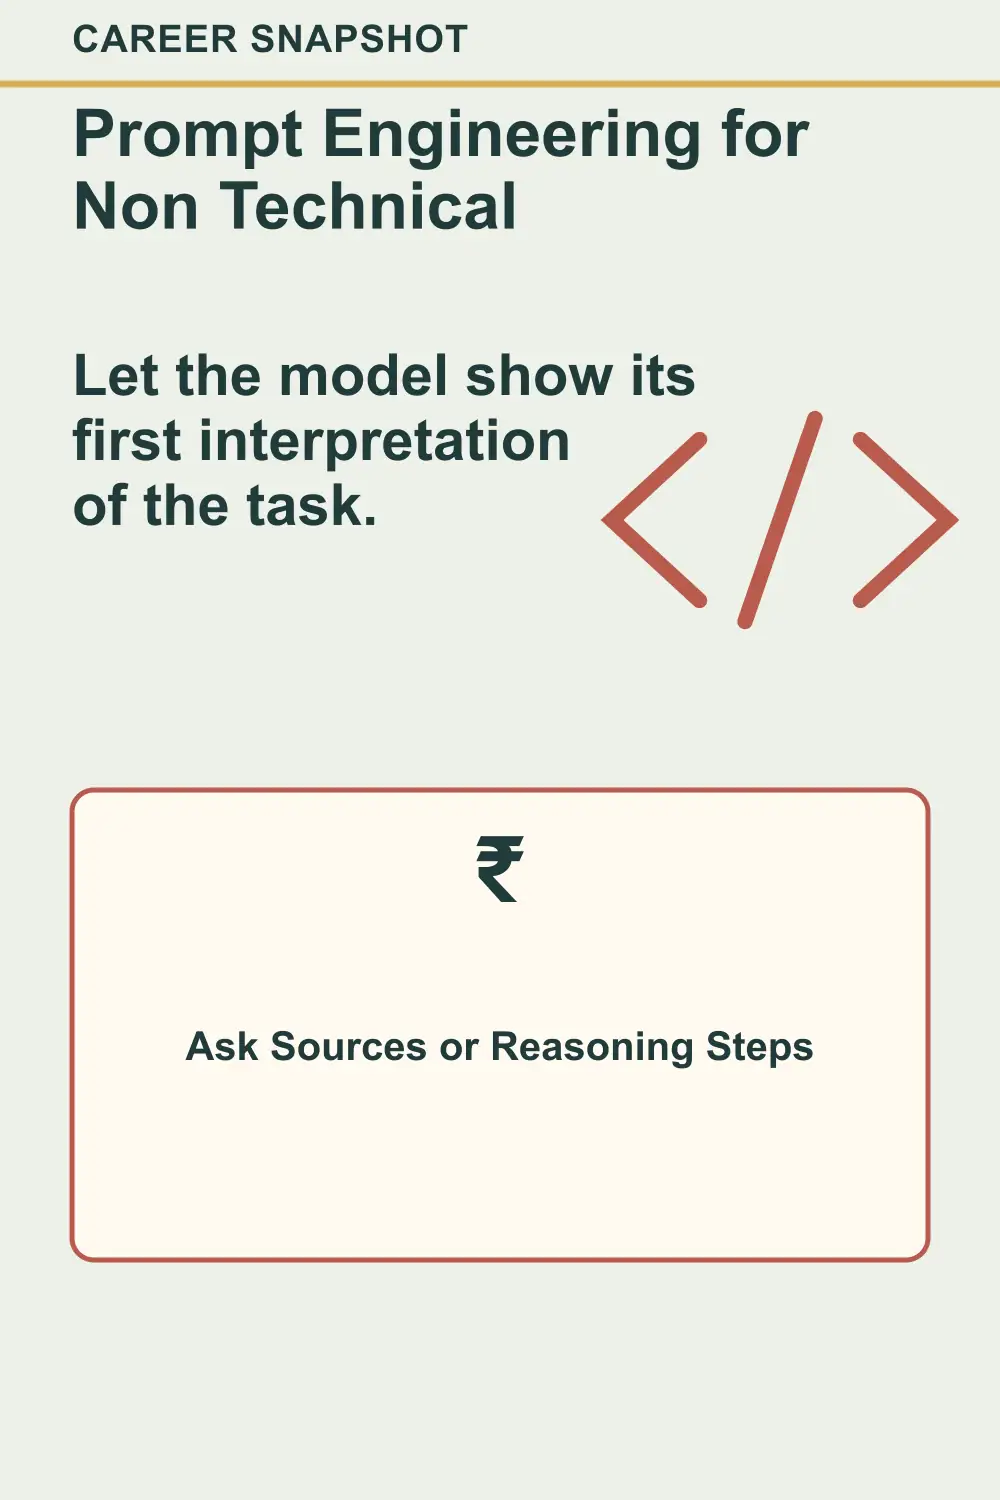 CAREER SNAPSHOT
Prompt Engineering for
Non Technical
Let the model show its
first interpretation
of the task.
</>
₹
Ask Sources or Reasoning Steps